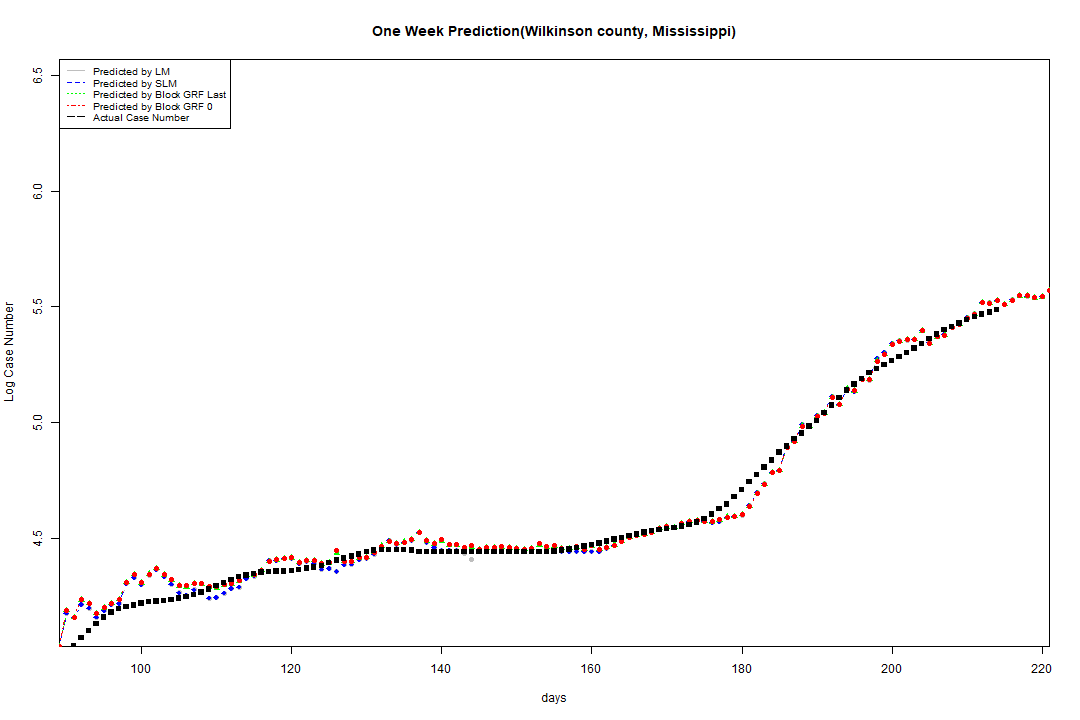 One Week Prediction(Wilkinson county, Mississippi)
Predicted by LM
Predicted by SLM
Predicted by Block GRF Last
Predicted by Block GRF 0
Actual Case Number
6.5
6.0
5.5
5.0
4.5
Log Case Number
100
120
140
160
180
200
220
days